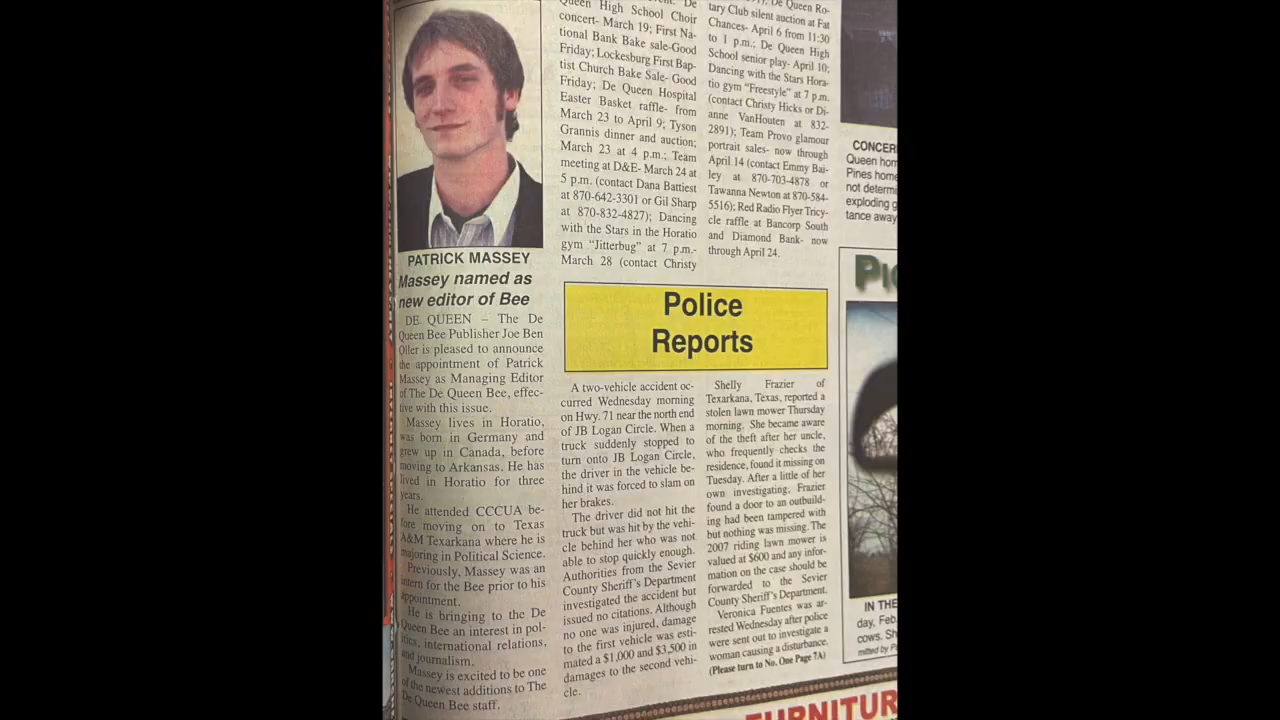 PATRICK MASSEY
Massey named as
new editor of Bee
DE QUEEN – The De
Queen Bee Publisher Joe Ben
Oller is pleased to announce
the appointment of Patrick
Massey as Managing Editor
of The De Queen Bee, effec-
tive with this issue.
Massey lives in Horatio,
was born in Germany and
grew up in Canada, before
moving to Arkansas. He has
lived in Horatio for three
years.
He attended CCCUA be-
fore moving on to Texas
A&M Texarkana where he is
majoring in Political Science.
Previously, Massey was an
intern for the Bee prior to his
appointment.
He is bringing to the De
Queen Bee an interest in pol-
itics, international relations,
and journalism.
Massey is excited to be one
of the newest additions to The
De Queen Bee staff.
De
Queen High School Choir
concert- March 19; First Na-
tional Bank Bake sale-Good
Friday; Lockesburg First Bap-
tist Church Bake Sale- Good
Friday; De Queen Hospital
Easter Basket raffle- from
March 23 to April 9; Tyson
Grannis dinner and auction;
March 23 at 4 p.m.; Team
meeting at D&E- March 24 at
5 p.m. (contact Dana Battiest
at 870-642-3301 or Gil Sharp
at 870-832-4827); Dancing
with the Stars in the Horatio
gym "Jitterbug" at 7 p.m.-
March 28 (contact Christy
De Queen Ro-
tary Club silent auction at Fat
Chances- April 6 from 11:30
to 1 p.m.; De Queen High
School senior play- April 10;
Dancing with the Stars Hora-
tio gym "Freestyle" at 7 p.m.
(contact Christy Hicks or Di-
anne VanHouten at 832-
2891); Team Provo glamour
portrait sales- now through
April 14 (contact Emmy Bai-
ley at 870-703-4878 or
Tawanna Newton at 870-584-
5516); Red Radio Flyer Tricy-
cle raffle at Bancorp South
and Diamond Bank- now
through April 24.
Police
Reports
A two-vehicle accident oc-
curred Wednesday morning
on Hwy. 71 near the north end
of JB Logan Circle. When a
truck suddenly stopped to
turn onto JB Logan Circle,
the driver in the vehicle be-
hind it was forced to slam on
her brakes.
The driver did not hit the
truck but was hit by the vehi-
cle behind her who was not
able to stop quickly enough.
Authorities from the Sevier
County Sheriff's Department
investigated the accident but
issued no citations. Although
no one was injured, damage
to the first vehicle was esti-
mated a $1,000 and $3,500 in
damages to the second vehi-
cle.
Shelly Frazier of
Texarkana, Texas, reported a
stolen lawn mower Thursday
morning. She became aware
of the theft after her uncle,
who frequently checks the
residence, found it missing on
Tuesday. After a little of her
own investigating, Frazier
found a door to an outbuild-
ing had been tampered with
but nothing was missing. The
2007 riding lawn mower is
valued at $600 and any infor-
mation on the case should be
forwarded to the Sevier
County Sheriff's Department.
Veronica Fuentes was ar-
rested Wednesday after police
were sent out to investigate a
woman causing a disturbance.
(Please turn to No. One Page 7A)
CONCER
Queen hom
Pines home
not determi
exploding g
tance away
PIC
IN THE
day, Feb.
cows. Sh
mitted by P
FURNITUR